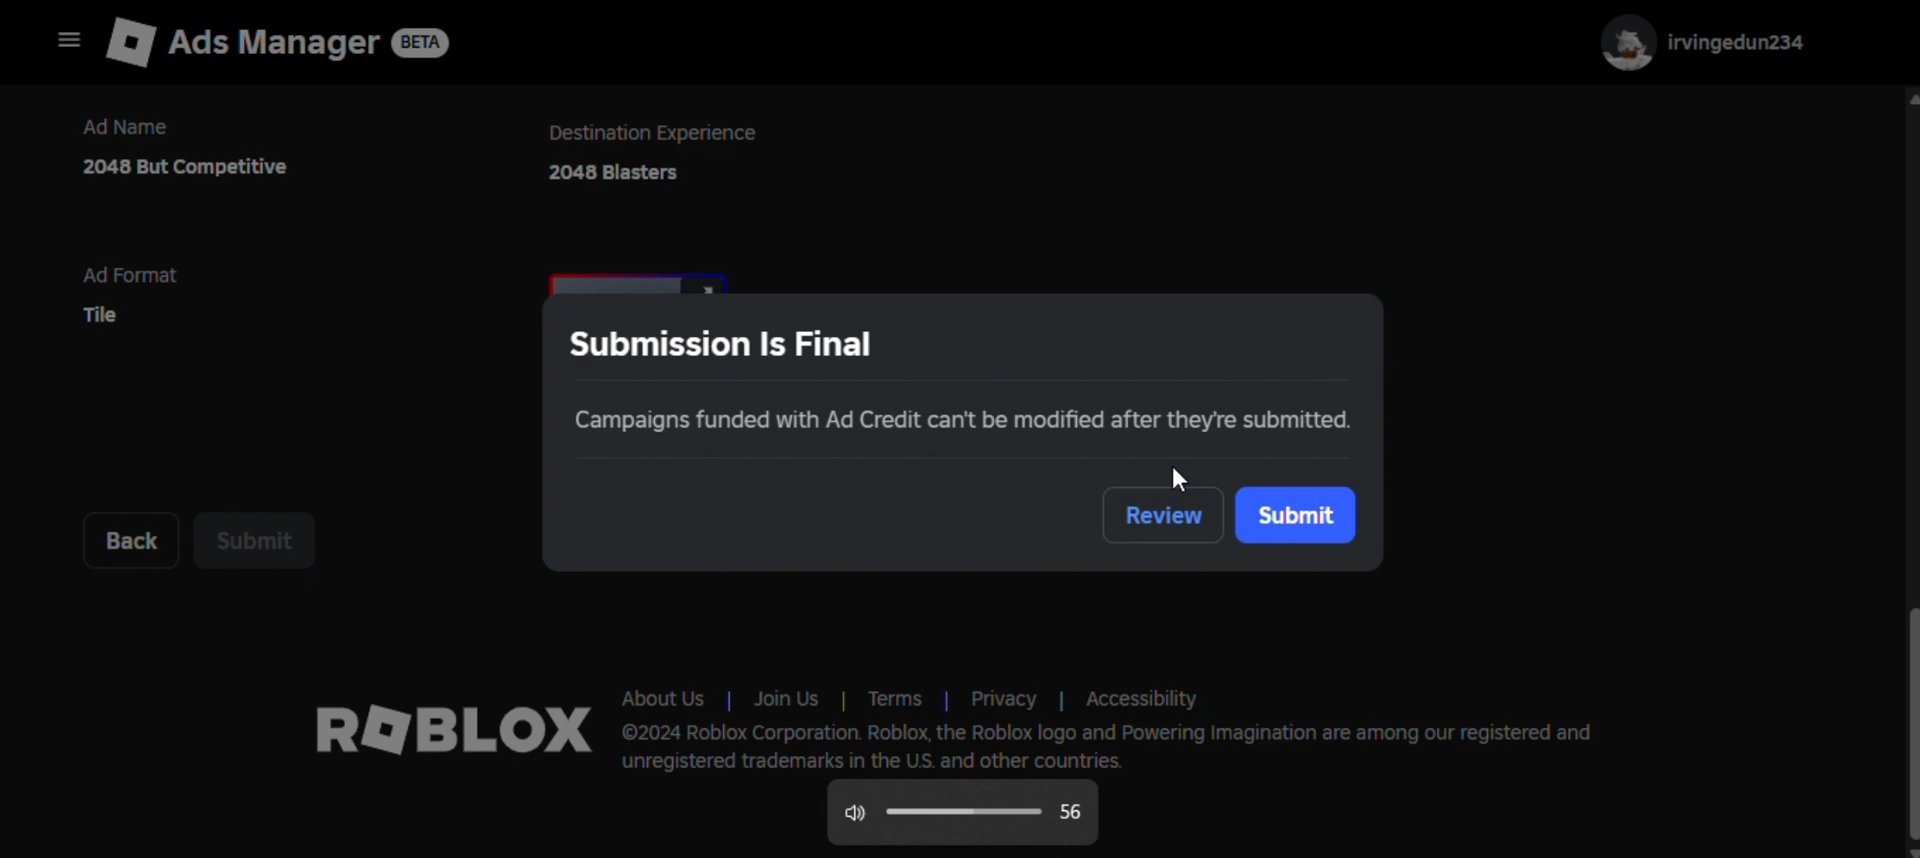 Ads Manager BETA
irvingedun234
Ad Name
2048 But Competitive
Destination Experience
2048 Blasters
Ad Format
Tile
Submission Is Final
Campaigns funded with Ad Credit can't be modified after they're submitted.
Review
Submit
Back
Submit
ROBLOX
About Us | Join Us | Terms | Privacy | Accessibility
©2024 Roblox Corporation. Roblox, the Roblox logo and Powering Imagination are among our registered and
unregistered trademarks in the U.S. and other countries.
56